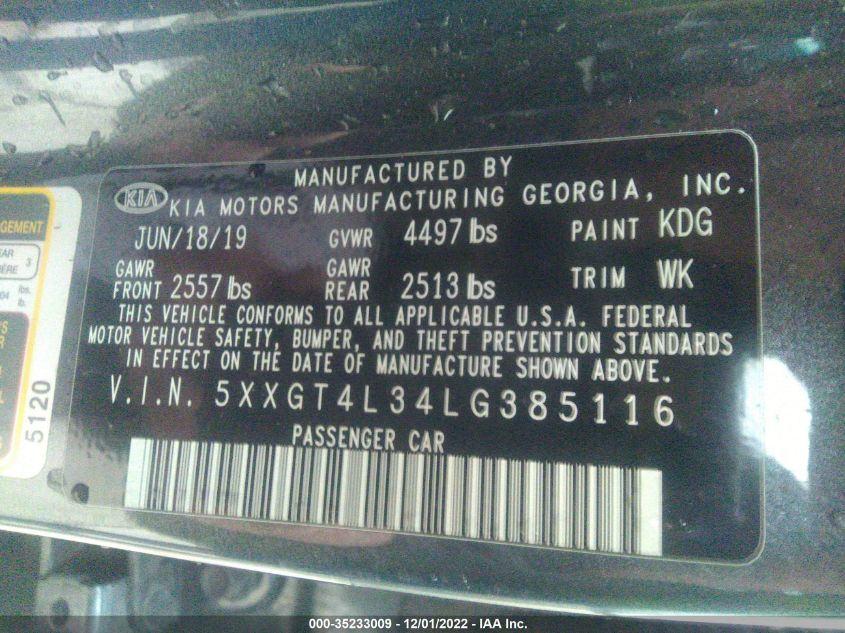 MANUFACTURED BY
KIA
KIA MOTORS MANUFACTURING GEORGIA, INC.
JUN/18/19 GVWR 4497 lbs PAINT KDG
GAWR FRONT 2557 lbs GAWR REAR 2513 lbs TRIM WK
THIS VEHICLE CONFORMS TO ALL APPLICABLE U.S.A. FEDERAL
MOTOR VEHICLE SAFETY, BUMPER, AND THEFT PREVENTION STANDARDS
IN EFFECT ON THE DATE OF MANUFACTURE SHOWN ABOVE.
V.I.N. 5XXGT4L34LG385116
PASSENGER CAR
3
lbs.
lb.
5120
000-35233009 - 12/01/2022 - IAA Inc.